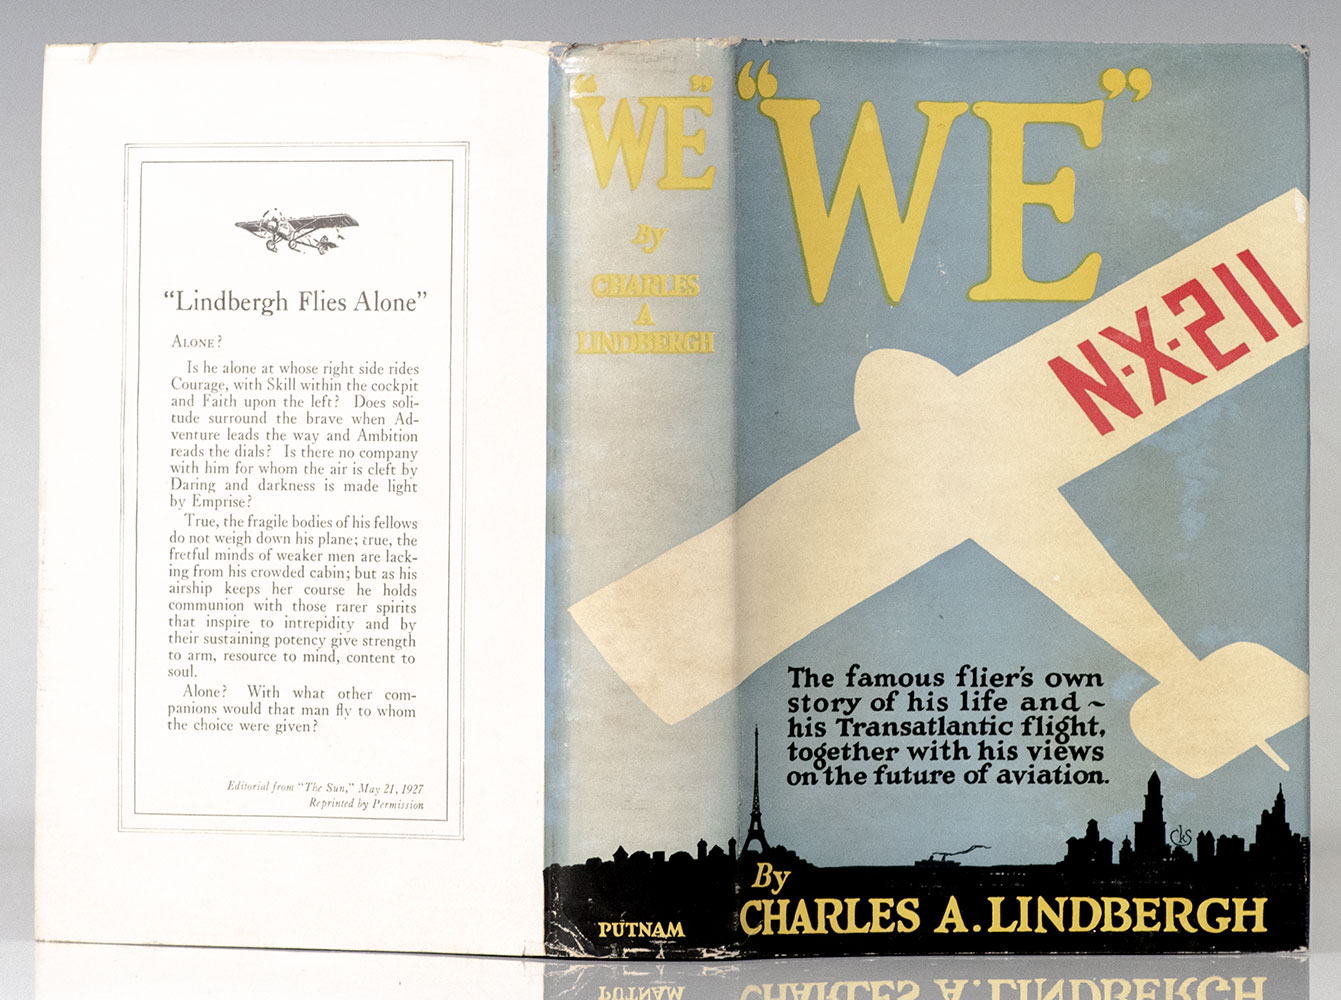 "Lindbergh Flies Alone"
ALONE?
Is he alone at whose right side rides
Courage, with Skill within the cockpit
and Faith upon the left? Does soli-
tude surround the brave when Ad-
venture leads the way and Ambition
reads the dials? Is there no company
with him for whom the air is cleft by
Daring and darkness is made light
by Emprise?
True, the fragile bodies of his fellows
do not weigh down his plane; true, the
fretful minds of weaker men are lack-
ing from his crowded cabin; but as his
airship keeps her course he holds
communion with those rarer spirits
that inspire to intrepidity and by
their sustaining potency give strength
to arm, resource to mind, content to
soul.
Alone? With what other com-
panions would that man fly to whom
the choice were given?
Editorial from "The Sun," May 21, 1927
Reprinted by Permission
"WE"
By
CHARLES
A
LINDBERGH
PUTNAM
"WE"
N·X·211
The famous flier's own
story of his life and ~
his Transatlantic flight,
together with his views
on the future of aviation.
CKS
By
CHARLES A. LINDBERGH